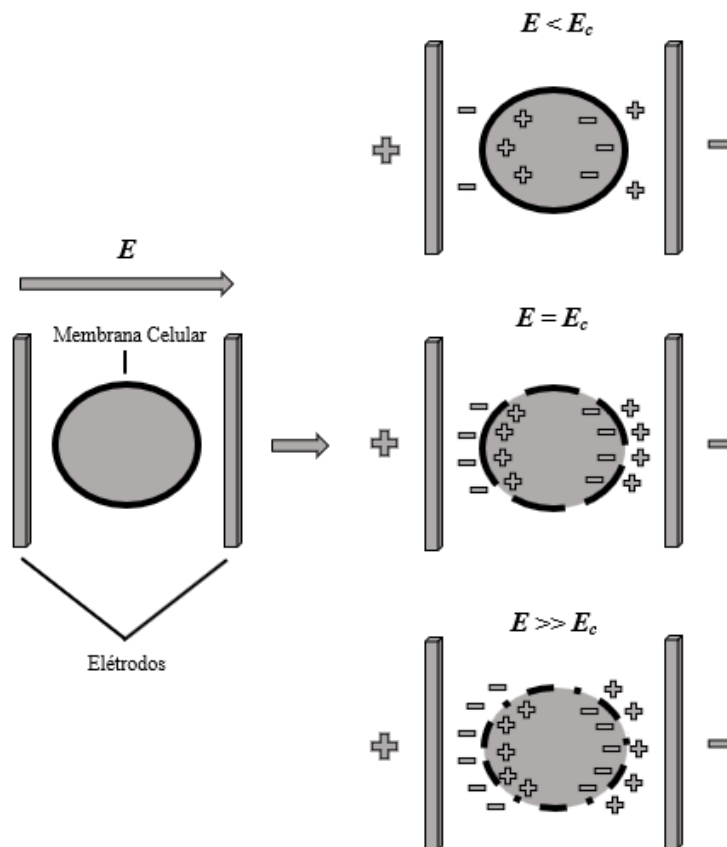 E < Ec
E
Membrana Celular
E = Ec
Elétrodos
E >> Ec